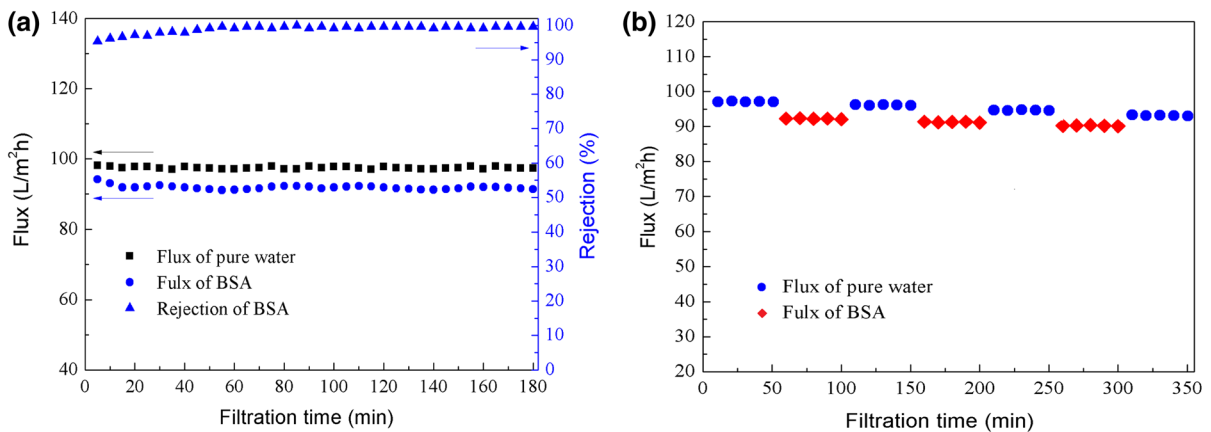 (a)
140
120
100
80
60
40
Flux (L/m²h)
0 20 40 60 80 100 120 140 160 180
Filtration time (min)
100
90
80
70
60
50
40
30
20
10
0
Rejection (%)
Flux of pure water
Fulx of BSA
Rejection of BSA
(b)
120
110
100
90
80
70
60
50
40
30
20
Flux (L/m²h)
0 50 100 150 200 250 300 350
Filtration time (min)
Flux of pure water
Fulx of BSA